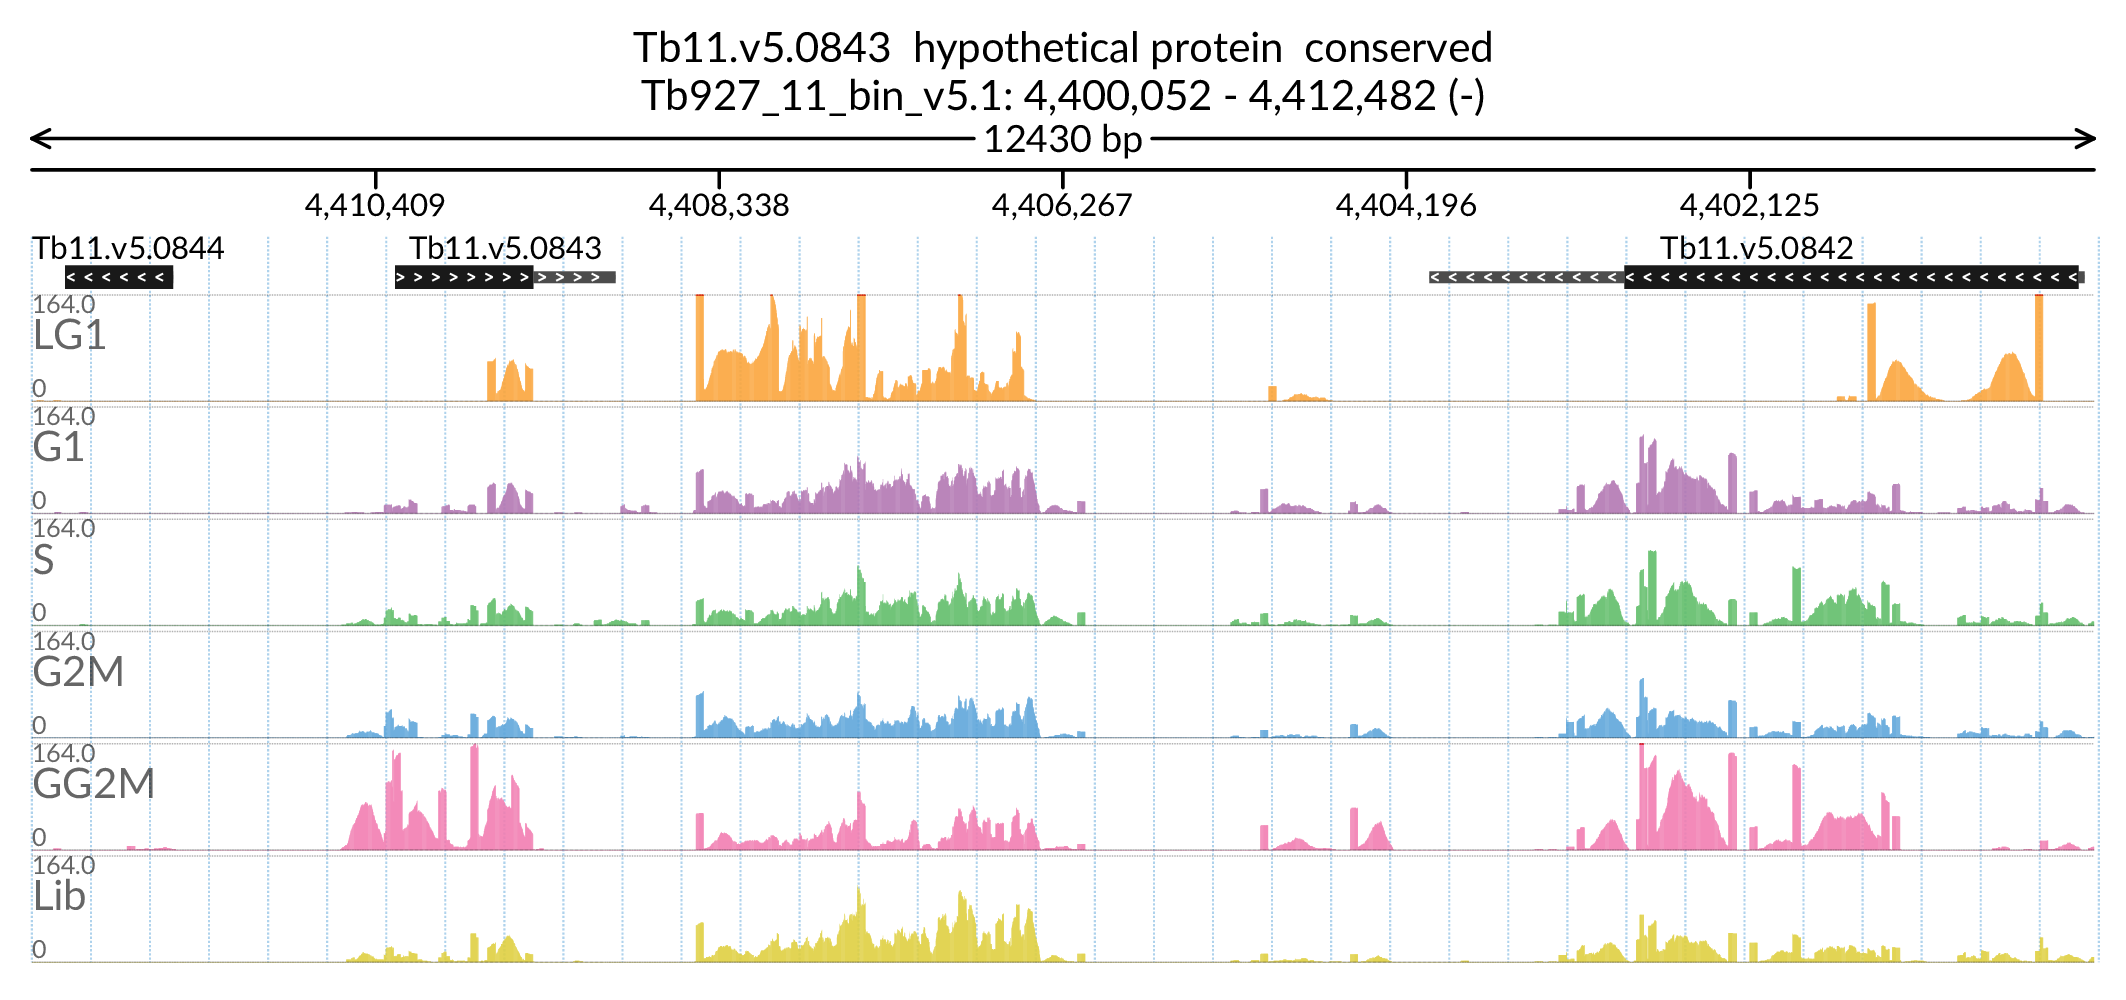 Tb11.v5.0843 hypothetical protein conserved
Tb927_11_bin_v5.1: 4,400,052 - 4,412,482 (-)
12430 bp
4,410,409 4,408,338 4,406,267 4,404,196 4,402,125
Tb11.v5.0844 Tb11.v5.0843 Tb11.v5.0842
164.0
LG1
0
164.0
G1
0
164.0
S
0
164.0
G2M
0
164.0
GG2M
0
164.0
Lib
0